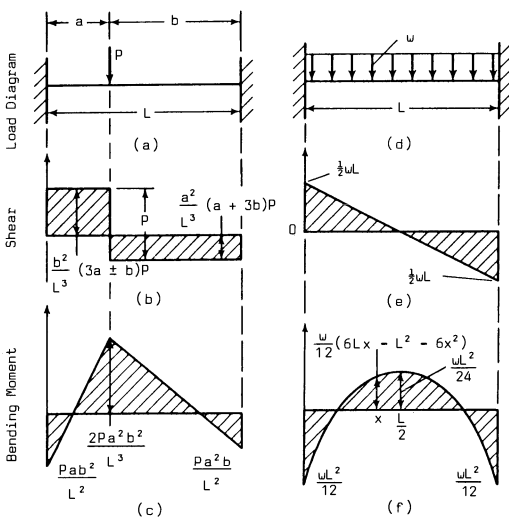 Load Diagram
a b
P
L
(a)
w
L
(d)
Shear
b²/L³ (3a ± b)P
P
a²/L³ (a + 3b)P
(b)
½wL
0
½wL
(e)
Bending Moment
Pab²/L²
2Pa²b²/L³
Pa²b/L²
(c)
w/12(6Lx - L² - 6x²)
wL²/24
x L/2
wL²/12 wL²/12
(f)